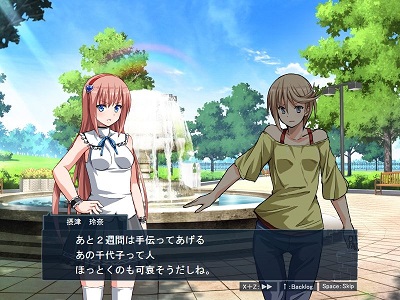 摂津 玲奈
あと２週間は手伝ってあげる
あの千代子って人
ほっとくのも可哀そうだしね。
X+Z: ▶▶ ↑: Backlog Space: Skip